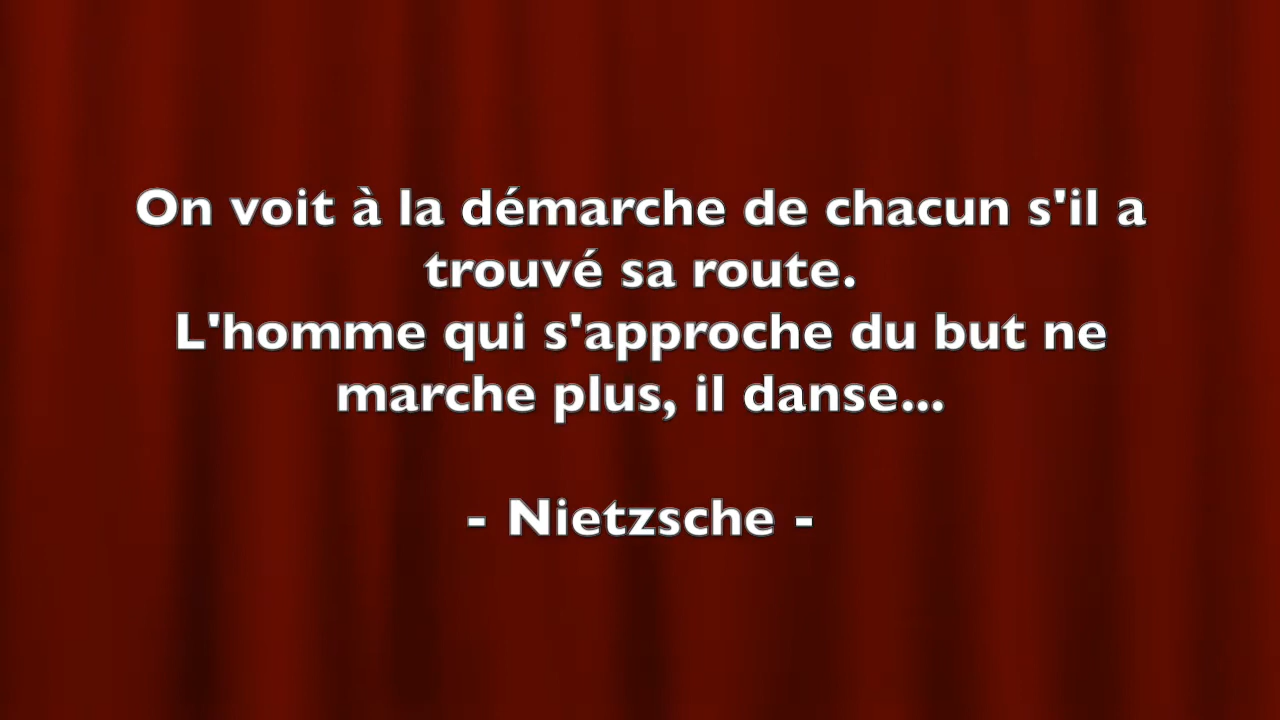 On voit à la démarche de chacun s'il a
trouvé sa route.
L'homme qui s'approche du but ne
marche plus, il danse...
- Nietzsche -